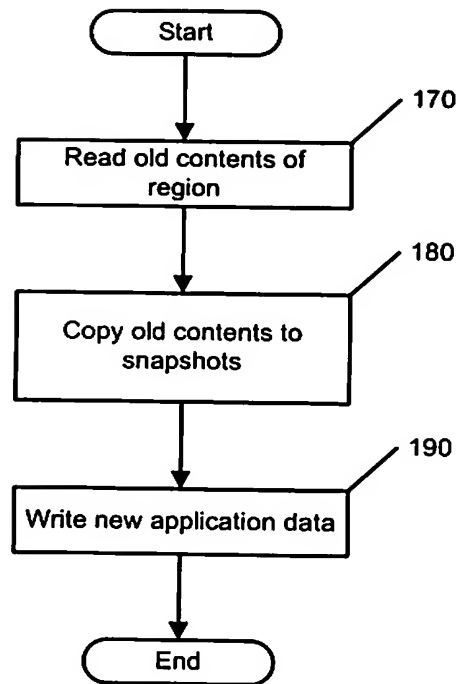 Start
170
Read old contents of
region
180
Copy old contents to
snapshots
190
Write new application data
End